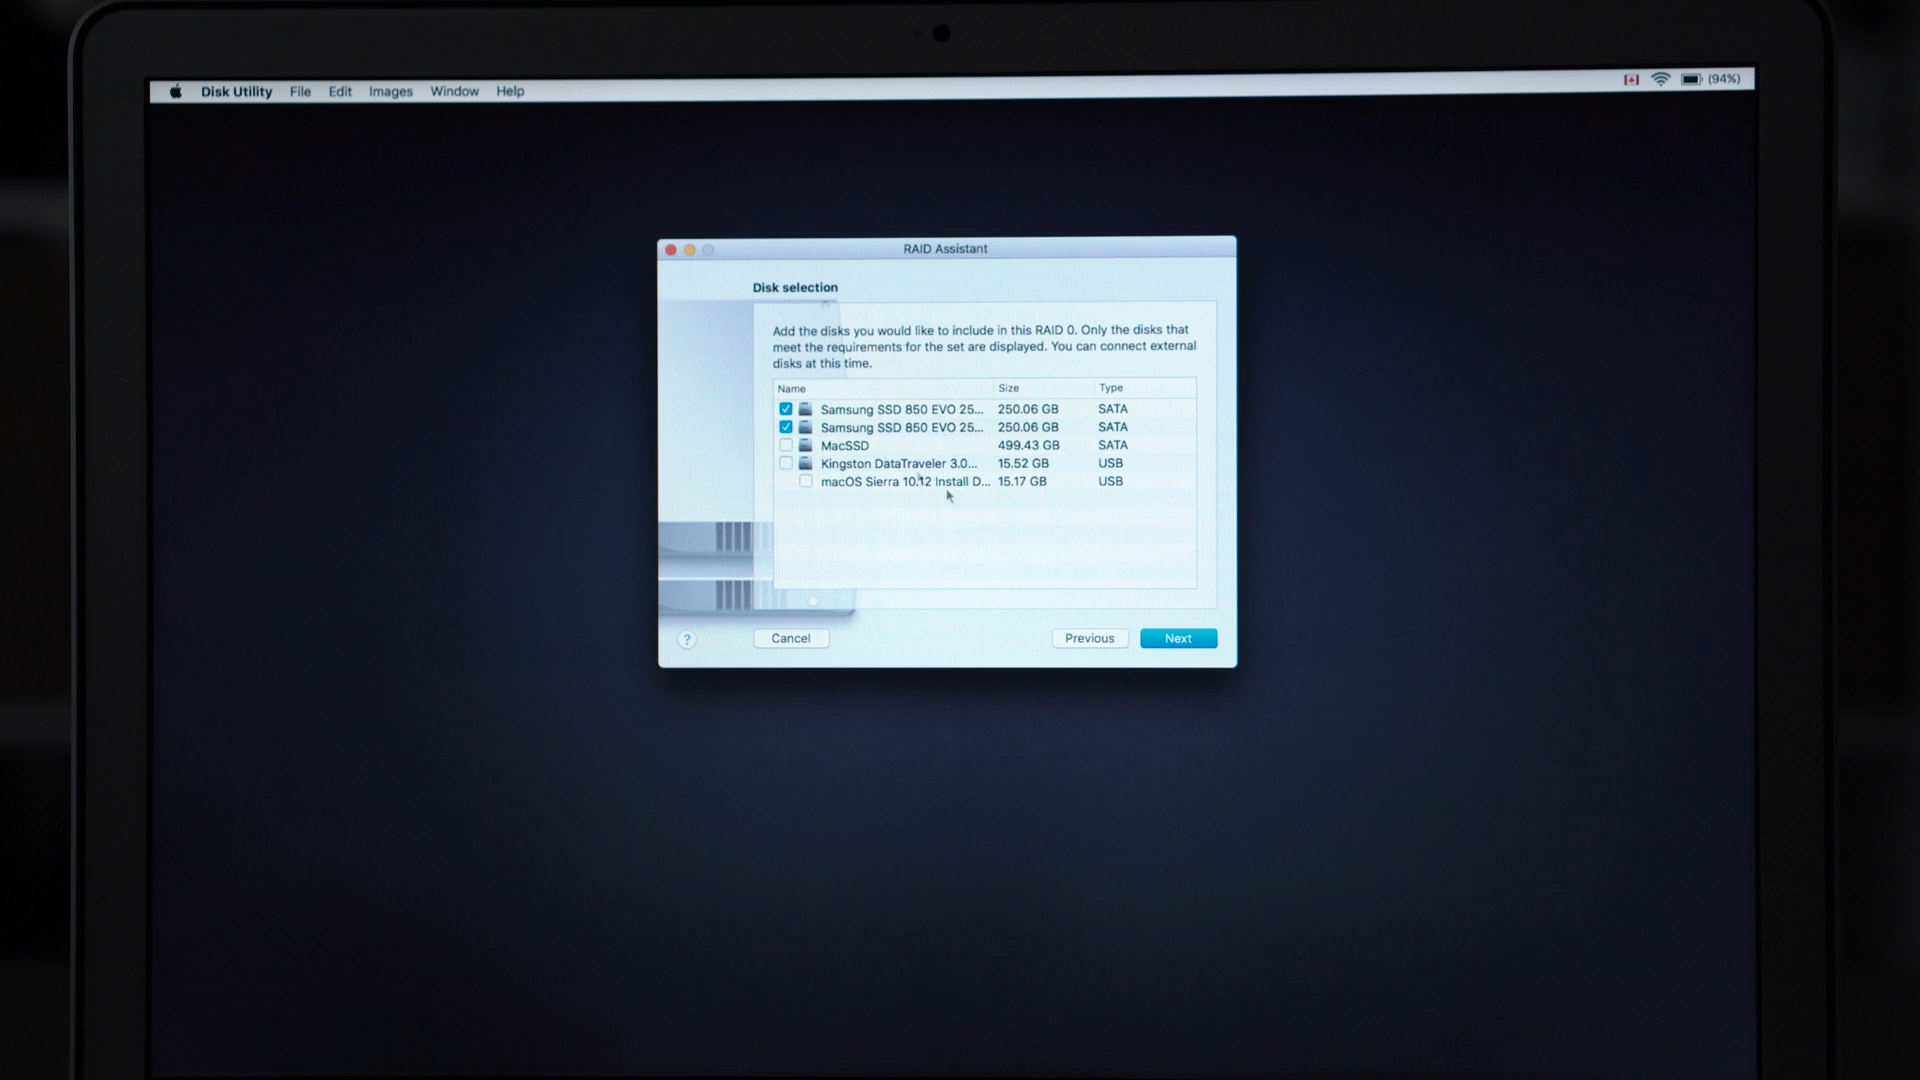 Disk Utility File Edit Images Window Help (94%)
RAID Assistant
Disk selection
Add the disks you would like to include in this RAID 0. Only the disks that
meet the requirements for the set are displayed. You can connect external
disks at this time.
Name Size Type
Samsung SSD 850 EVO 25... 250.06 GB SATA
Samsung SSD 850 EVO 25... 250.06 GB SATA
MacSSD 499.43 GB SATA
Kingston DataTraveler 3.0... 15.52 GB USB
macOS Sierra 10.12 Install D... 15.17 GB USB
? Cancel Previous Next